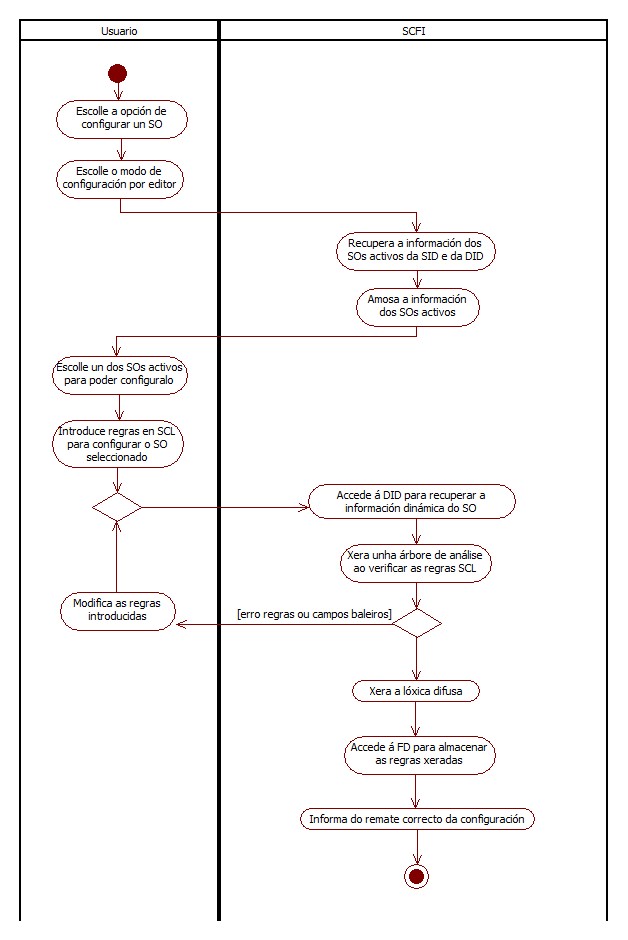 Usuario
SCFI
Escolle a opción de
configurar un SO
Escolle o modo de
configuración por editor
Recupera a información dos
SOs activos da SID e da DID
Amosa a información
dos SOs activos
Escolle un dos SOs activos
para poder configuralo
Introduce regras en SCL
para configurar o SO
seleccionado
Accede á DID para recuperar a
información dinámica do SO
Xera unha árbore de análise
ao verificar as regras SCL
Modifica as regras
introducidas
[erro regras ou campos baleiros]
Xera a lóxica difusa
Accede á FD para almacenar
as regras xeradas
Informa do remate correcto da configuración